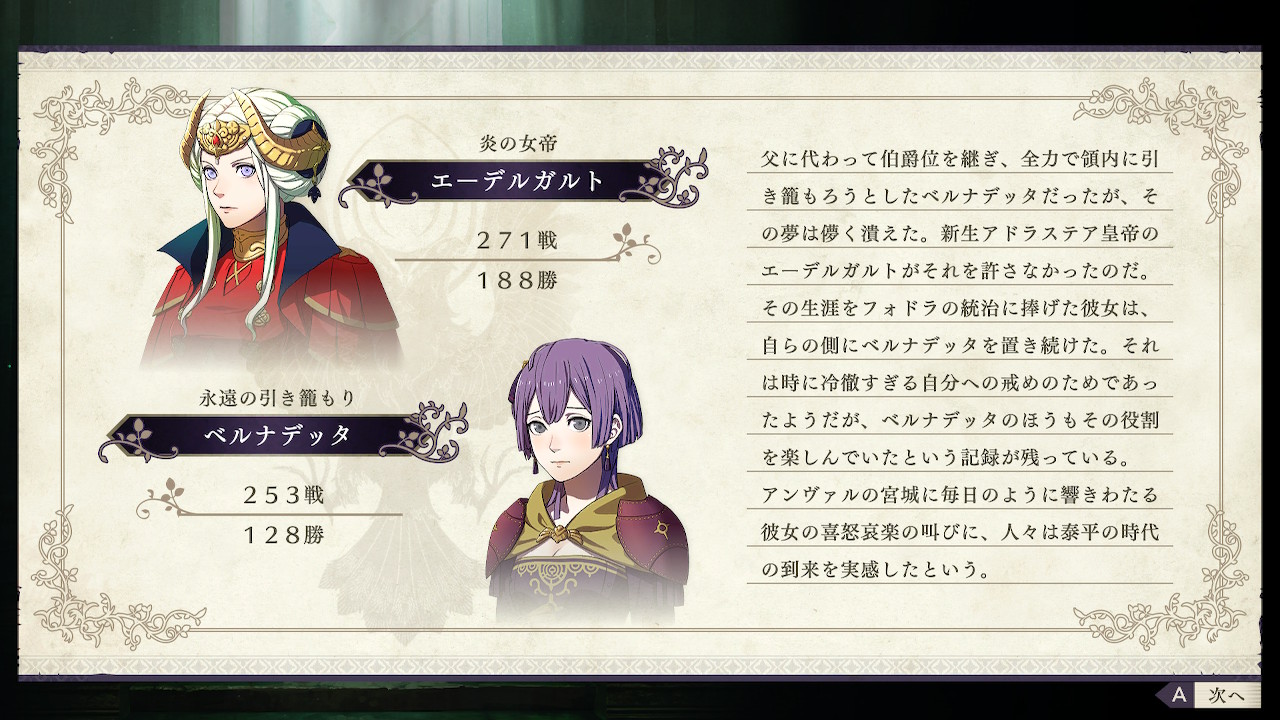 炎の女帝
エーデルガルト
271戦
188勝
永遠の引き籠もり
ベルナデッタ
253戦
128勝
父に代わって伯爵位を継ぎ、全力で領内に引
き籠もろうとしたベルナデッタだったが、そ
の夢は儚く潰えた。新生アドラステア皇帝の
エーデルガルトがそれを許さなかったのだ。
その生涯をフォドラの統治に捧げた彼女は、
自らの側にベルナデッタを置き続けた。それ
は時に冷徹すぎる自分への戒めのためであっ
たようだが、ベルナデッタのほうもその役割
を楽しんでいたという記録が残っている。
アンヴァルの宮城に毎日のように響きわたる
彼女の喜怒哀楽の叫びに、人々は泰平の時代
の到来を実感したという。
A 次へ